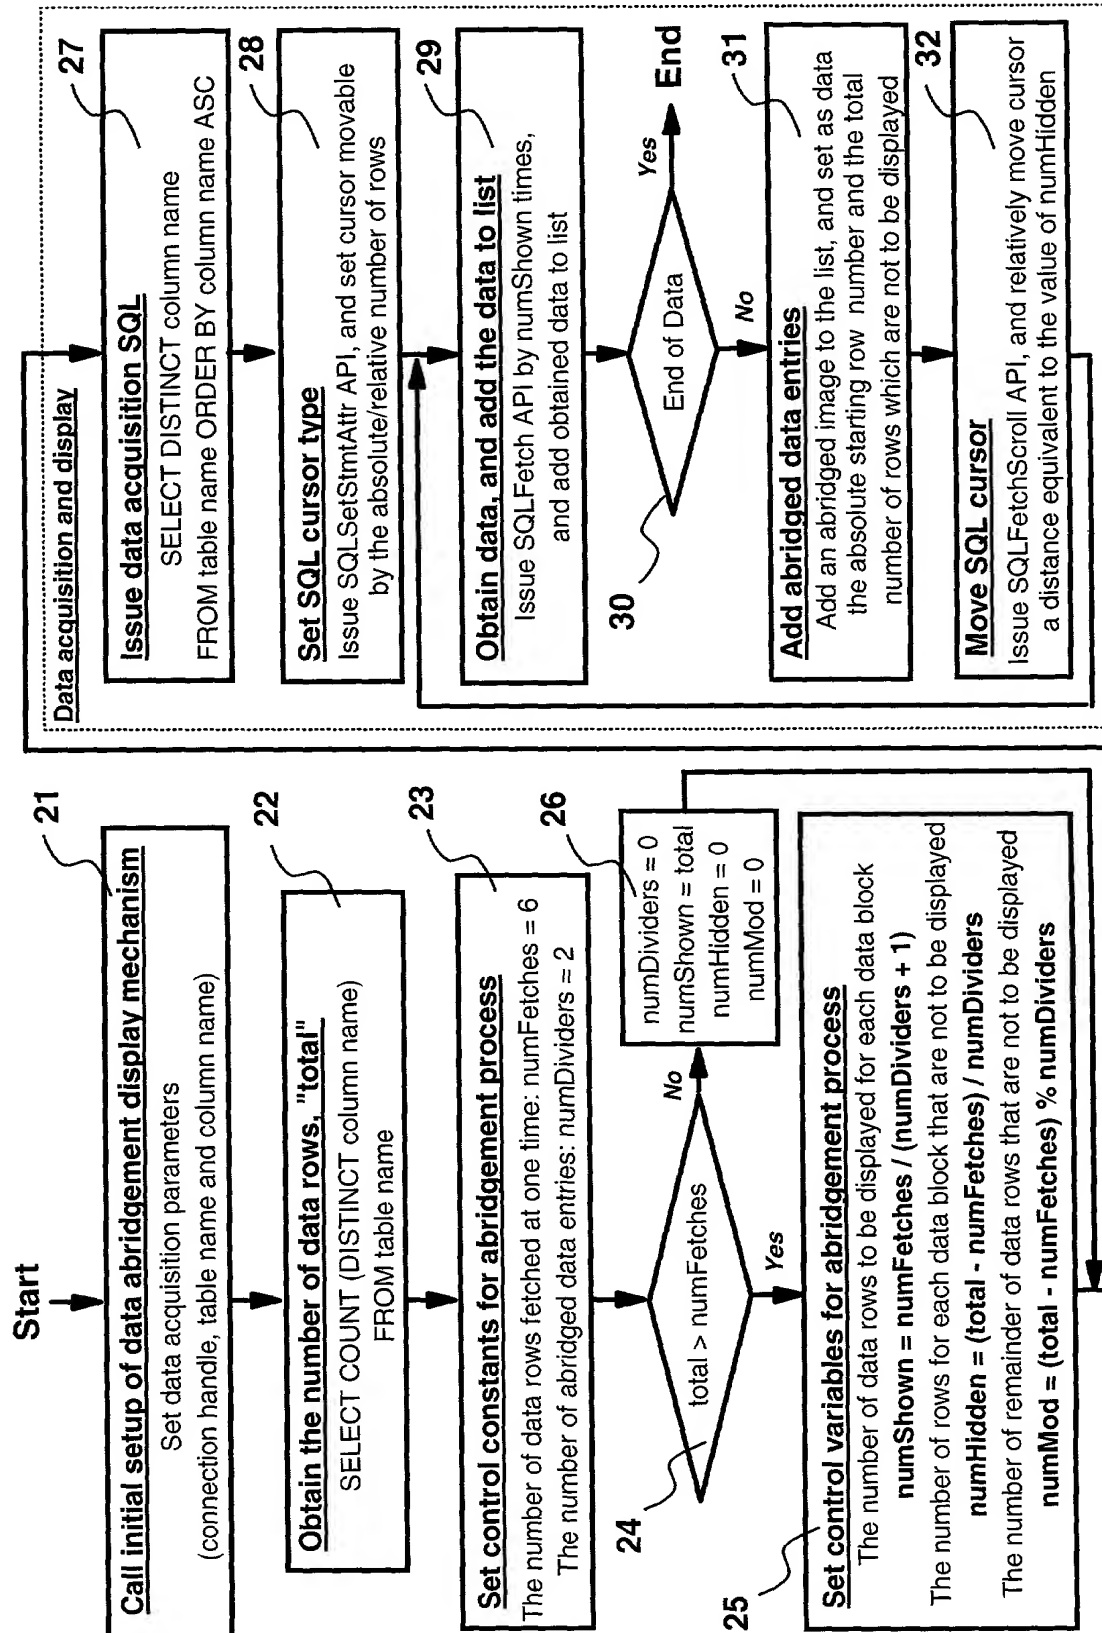 Start
21
Call initial setup of data abridgement display mechanism
Set data acquisition parameters
(connection handle, table name and column name)
22
Obtain the number of data rows, "total"
SELECT COUNT (DISTINCT column name)
FROM table name
23
Set control constants for abridgement process
The number of data rows fetched at one time: numFetches = 6
The number of abridged data entries: numDividers = 2
24
total > numFetches
No
Yes
26
numDividers = 0
numShown = total
numHidden = 0
numMod = 0
25
Set control variables for abridgement process
The number of data rows to be displayed for each data block
numShown = numFetches / (numDividers + 1)
The number of rows for each data block that are not to be displayed
numHidden = (total - numFetches) / numDividers
The number of remainder of data rows that are not to be displayed
numMod = (total - numFetches) % numDividers
Data acquisition and display
27
Issue data acquisition SQL
SELECT DISTINCT column name
FROM table name ORDER BY column name ASC
28
Set SQL cursor type
Issue SQLSetStmtAttr API, and set cursor movable
by the absolute/relative number of rows
29
Obtain data, and add the data to list
Issue SQLFetch API by numShown times,
and add obtained data to list
30
End of Data
Yes
End
No
31
Add abridged data entries
Add an abridged image to the list, and set as data
the absolute starting row number and the total
number of rows which are not to be displayed
32
Move SQL cursor
Issue SQLFetchScroll API, and relatively move cursor
a distance equivalent to the value of numHidden